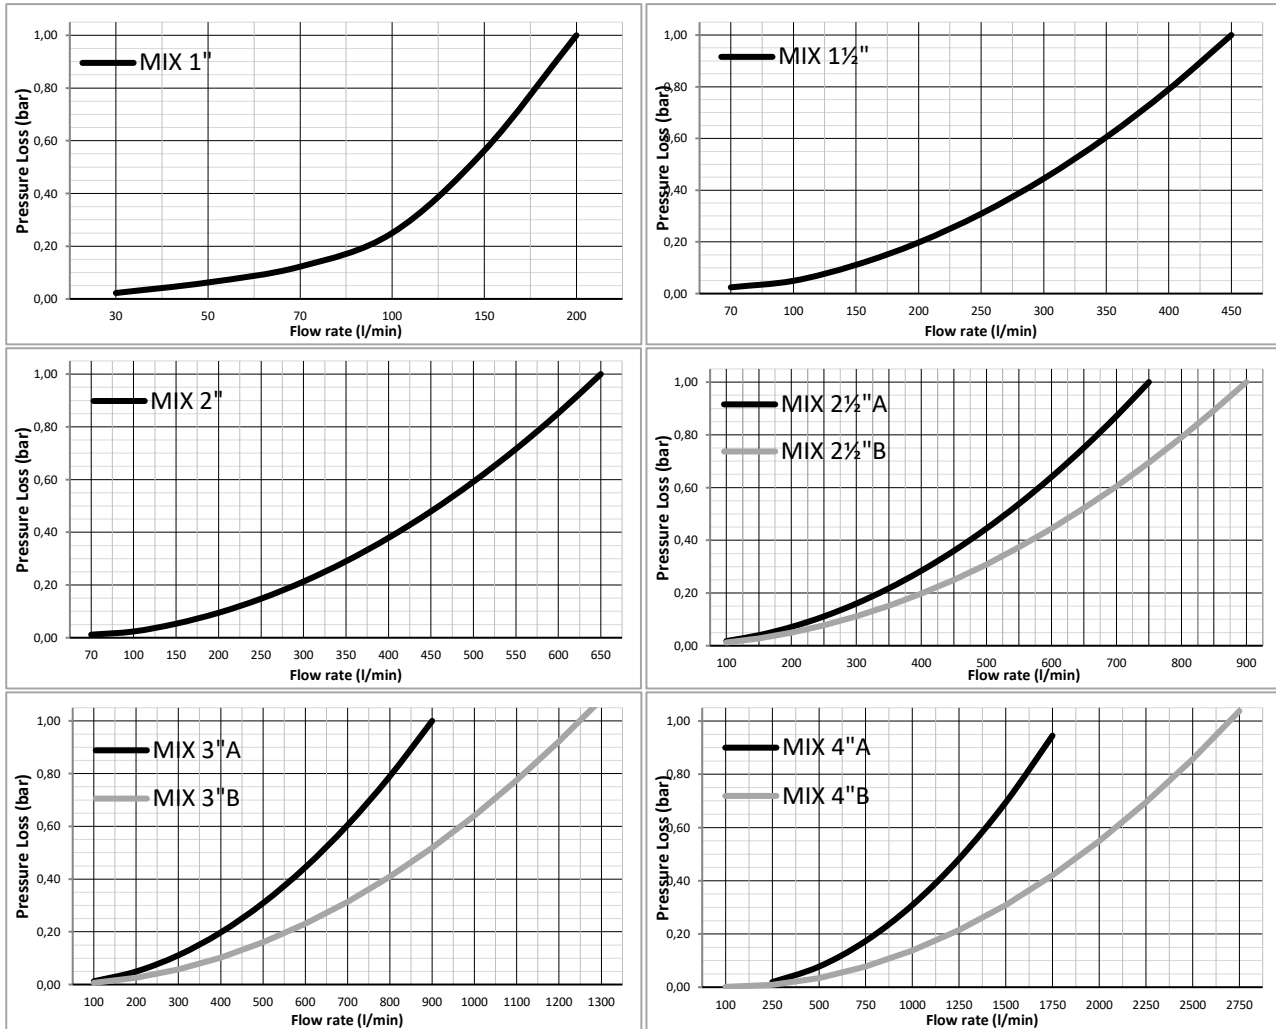 MIX 1"
Pressure Loss (bar)
1,00
0,80
0,60
0,40
0,20
0,00
30 50 70 100 150 200
Flow rate (l/min)
MIX 1½"
Pressure Loss (bar)
1,00
0,80
0,60
0,40
0,20
0,00
70 100 150 200 250 300 350 400 450
Flow rate (l/min)
MIX 2"
Pressure Loss (bar)
1,00
0,80
0,60
0,40
0,20
0,00
70 100 150 200 250 300 350 400 450 500 550 600 650
Flow rate (l/min)
MIX 2½"A
MIX 2½"B
Pressure Loss (bar)
1,00
0,80
0,60
0,40
0,20
0,00
100 200 300 400 500 600 700 800 900
Flow rate (l/min)
MIX 3"A
MIX 3"B
Pressure Loss (bar)
1,00
0,80
0,60
0,40
0,20
0,00
100 200 300 400 500 600 700 800 900 1000 1100 1200 1300
Flow rate (l/min)
MIX 4"A
MIX 4"B
Pressure Loss (bar)
1,00
0,80
0,60
0,40
0,20
0,00
100 250 500 750 1000 1250 1500 1750 2000 2250 2500 2750
Flow rate (l/min)